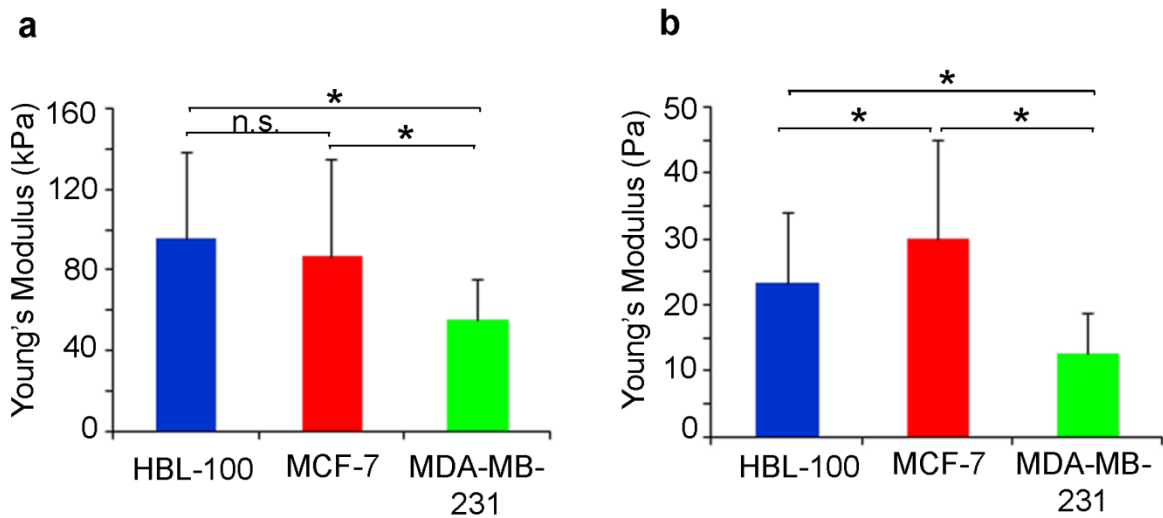 a
Young's Modulus (kPa)
160
120
80
40
0
*
n.s.
*
HBL-100
MCF-7
MDA-MB-
231
b
Young's Modulus (Pa)
50
40
30
20
10
0
*
*
*
HBL-100
MCF-7
MDA-MB-
231